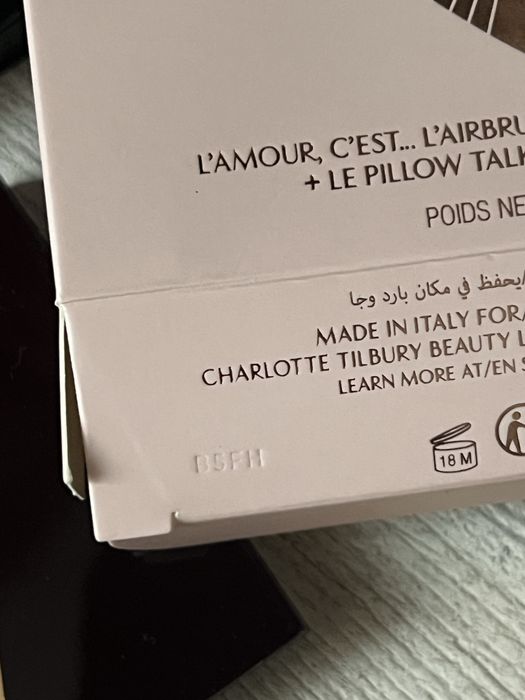 L'AMOUR, C'EST... L'AIRBRU
+ LE PILLOW TALK
POIDS NE
يحفظ في مكان بارد وجا
MADE IN ITALY FOR/
CHARLOTTE TILBURY BEAUTY L
LEARN MORE AT/EN S
18 M
B5FH